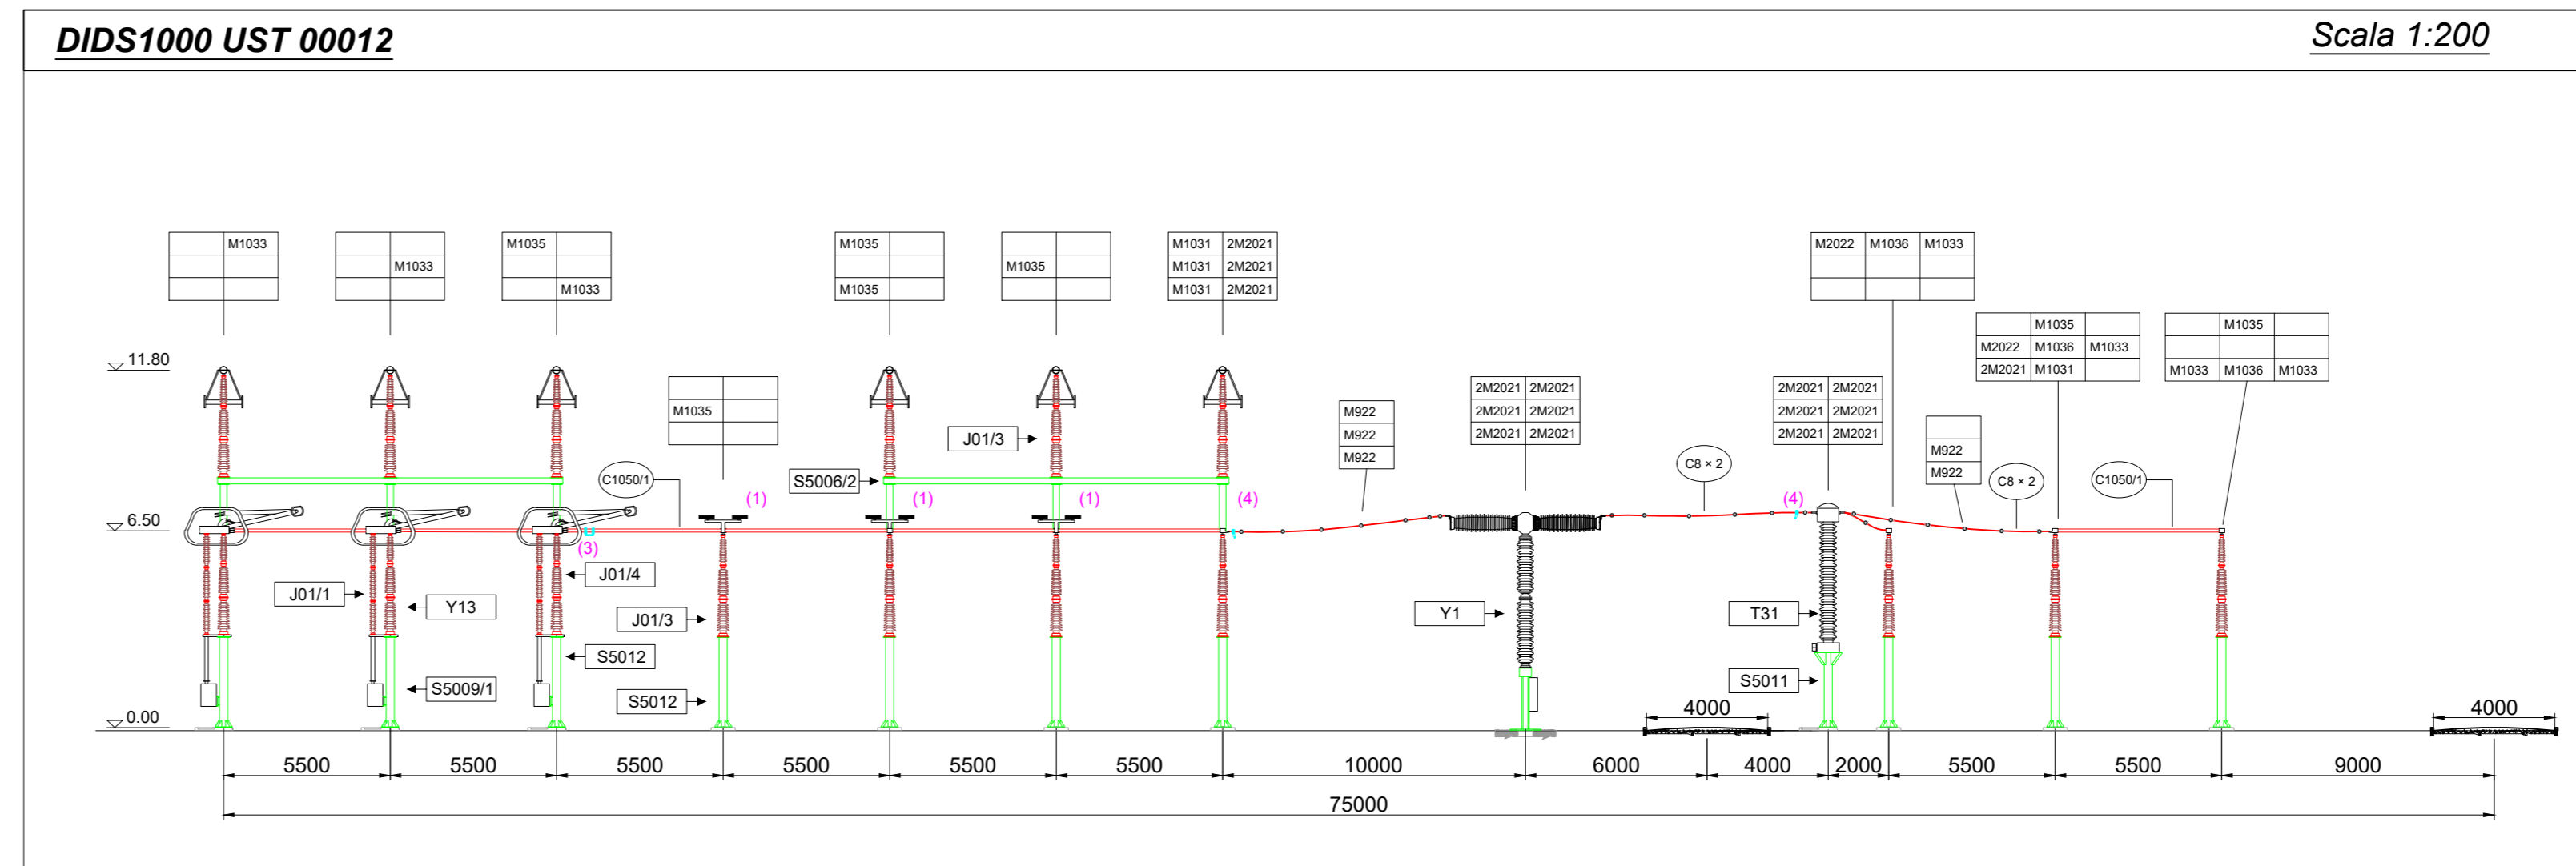 DIDS1000 UST 00012
Scala 1:200
M1033
M1033
M1035
M1033
M1035
M1035
M1035
M1031 2M2021
M1031 2M2021
M1031 2M2021
M2022 M1036 M1033
M1035
M2022 M1036 M1033
2M2021 M1031
M1035
M1033 M1036 M1033
11.80
M1035
M922
M922
M922
2M2021 2M2021
2M2021 2M2021
2M2021 2M2021
2M2021 2M2021
2M2021 2M2021
2M2021 2M2021
M922
M922
J01/3
C1050/1
S5006/2
C8 × 2
C8 × 2
C1050/1
(1)
(1)
(1)
(4)
(4)
6.50
(3)
J01/1
Y13
J01/4
J01/3
Y1
T31
S5012
S5009/1
S5012
S5011
0.00
4000
4000
5500 5500 5500 5500 5500 5500 10000 6000 4000 2000 5500 5500 9000
75000